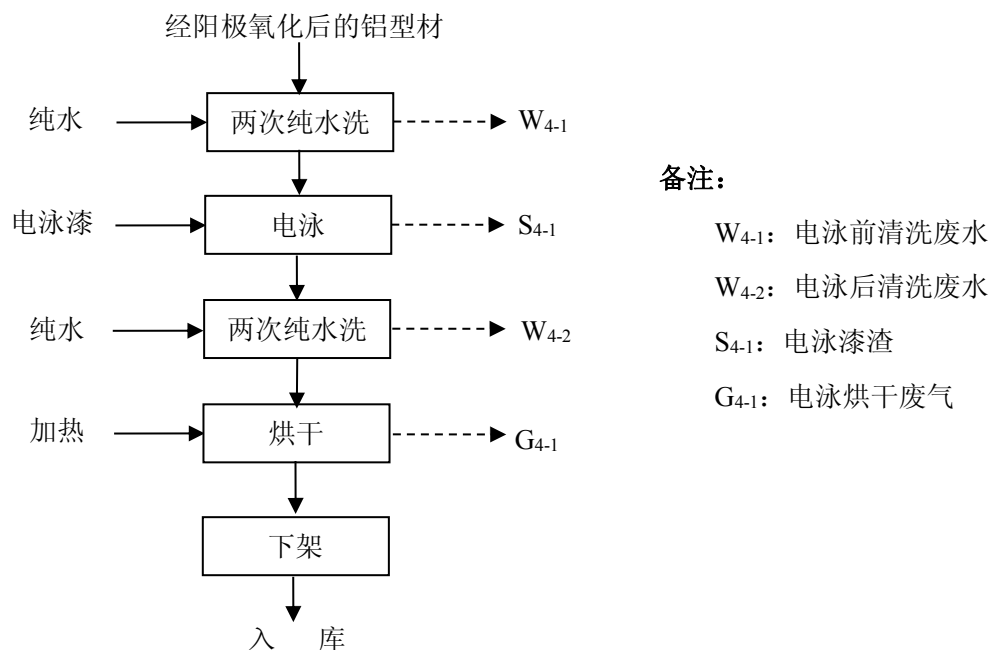 经阳极氧化后的铝型材
纯水 两次纯水洗 W4-1
电泳漆 电泳 S4-1
纯水 两次纯水洗 W4-2
加热 烘干 G4-1
下架
入 库
备注：
W4-1：电泳前清洗废水
W4-2：电泳后清洗废水
S4-1：电泳漆渣
G4-1：电泳烘干废气